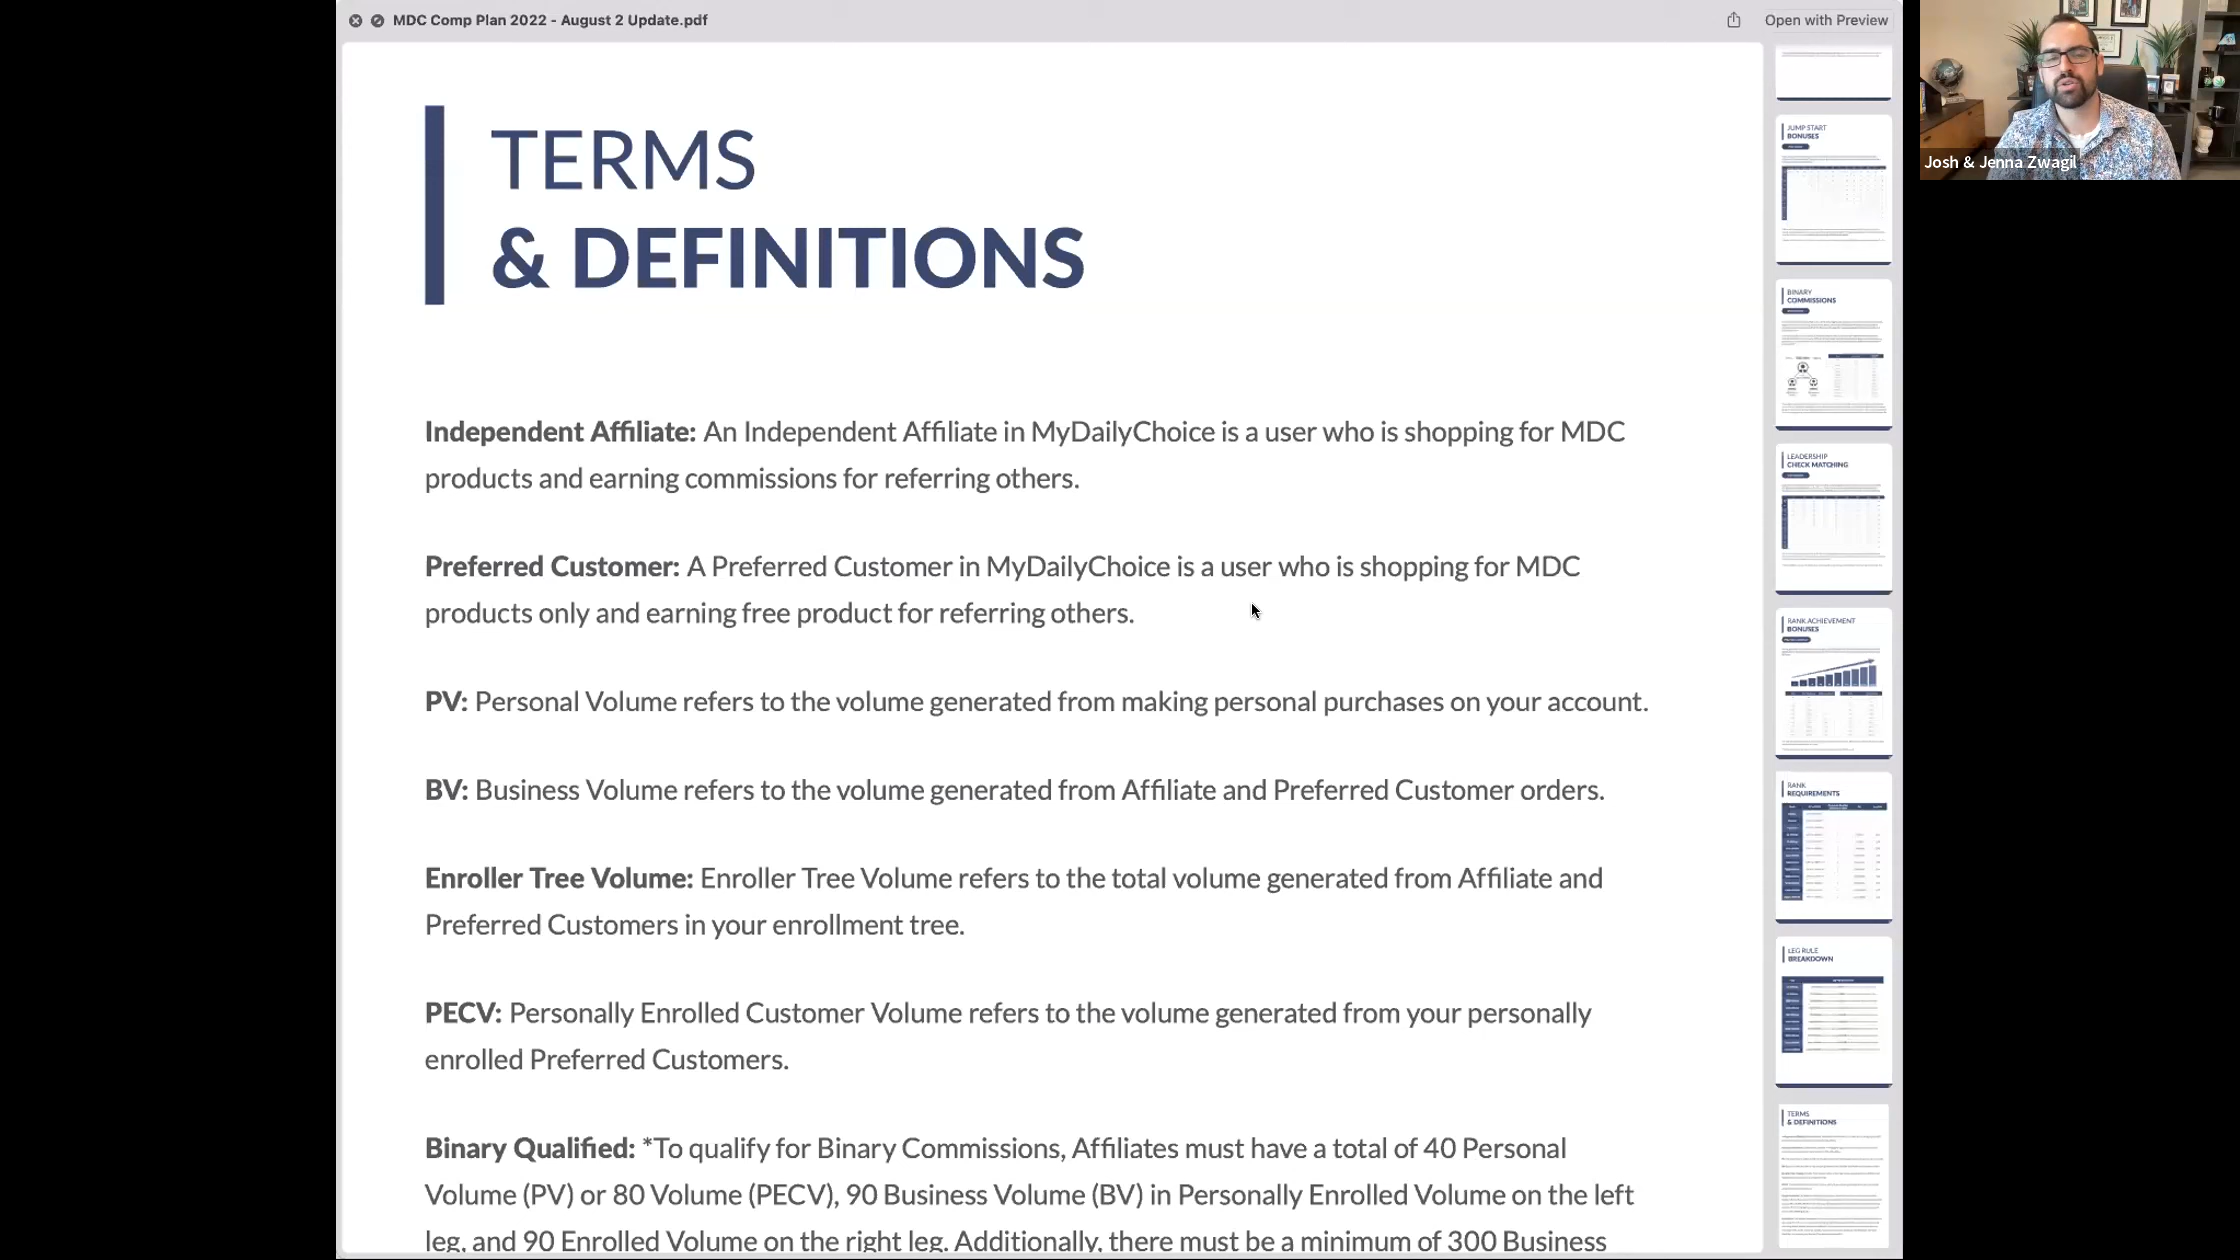 MDC Comp Plan 2022 - August 2 Update.pdf
Open with Preview
TERMS
& DEFINITIONS
Independent Affiliate: An Independent Affiliate in MyDailyChoice is a user who is shopping for MDC
products and earning commissions for referring others.
Preferred Customer: A Preferred Customer in MyDailyChoice is a user who is shopping for MDC
products only and earning free product for referring others.
PV: Personal Volume refers to the volume generated from making personal purchases on your account.
BV: Business Volume refers to the volume generated from Affiliate and Preferred Customer orders.
Enroller Tree Volume: Enroller Tree Volume refers to the total volume generated from Affiliate and
Preferred Customers in your enrollment tree.
PECV: Personally Enrolled Customer Volume refers to the volume generated from your personally
enrolled Preferred Customers.
Binary Qualified: *To qualify for Binary Commissions, Affiliates must have a total of 40 Personal
Volume (PV) or 80 Volume (PECV), 90 Business Volume (BV) in Personally Enrolled Volume on the left
leg, and 90 Enrolled Volume on the right leg. Additionally, there must be a minimum of 300 Business
JUMP START
BONUSES
BINARY
COMMISSIONS
LEADERSHIP
CHECK MATCHING
RANK ACHIEVEMENT
BONUSES
RANK
REQUIREMENTS
LEG RULE
BREAKDOWN
TERMS
& DEFINITIONS
Josh & Jenna Zwagil